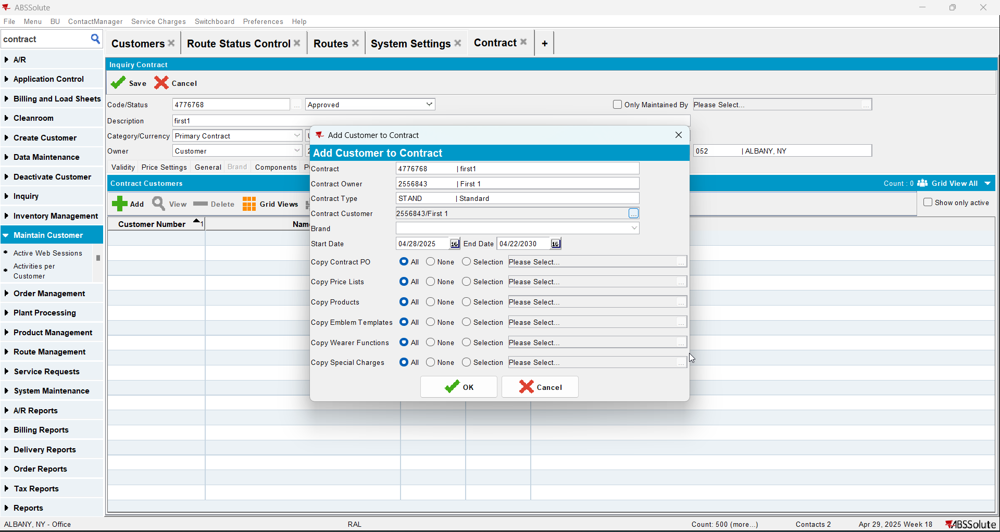 ABSSolute
File Menu BU ContactManager Service Charges Switchboard Preferences Help
contract
Customers Route Status Control Routes System Settings Contract +
A/R
Application Control
Billing and Load Sheets
Cleanroom
Create Customer
Data Maintenance
Deactivate Customer
Inquiry
Inventory Management
Maintain Customer
Active Web Sessions
Activities per
Customer
Order Management
Plant Processing
Product Management
Route Management
Service Requests
System Maintenance
A/R Reports
Billing Reports
Delivery Reports
Order Reports
Tax Reports
Reports
Inquiry Contract
Save Cancel
Code/Status 4776768 ... Approved Only Maintained By Please Select... ...
Description first1
Category/Currency Primary Contract
Owner Customer 052 | ALBANY, NY
Validity Price Settings General Brand Components
Contract Customers Count : 0 Grid View All
Add View Delete Grid Views Show only active
Customer Number 1
Add Customer to Contract
Add Customer to Contract
Contract 4776768 | first1
Contract Owner 2556843 | First 1
Contract Type STAND | Standard
Contract Customer 2556843/First 1 ...
Brand
Start Date 04/28/2025 16 End Date 04/22/2030 16
Copy Contract PO All None Selection Please Select... ...
Copy Price Lists All None Selection Please Select... ...
Copy Products All None Selection Please Select... ...
Copy Emblem Templates All None Selection Please Select... ...
Copy Wearer Functions All None Selection Please Select... ...
Copy Special Charges All None Selection Please Select... ...
OK Cancel
ALBANY, NY - Office RAL Count: 500 (more...) Contacts 2 Apr 29, 2025 Week 18 ABSSolute